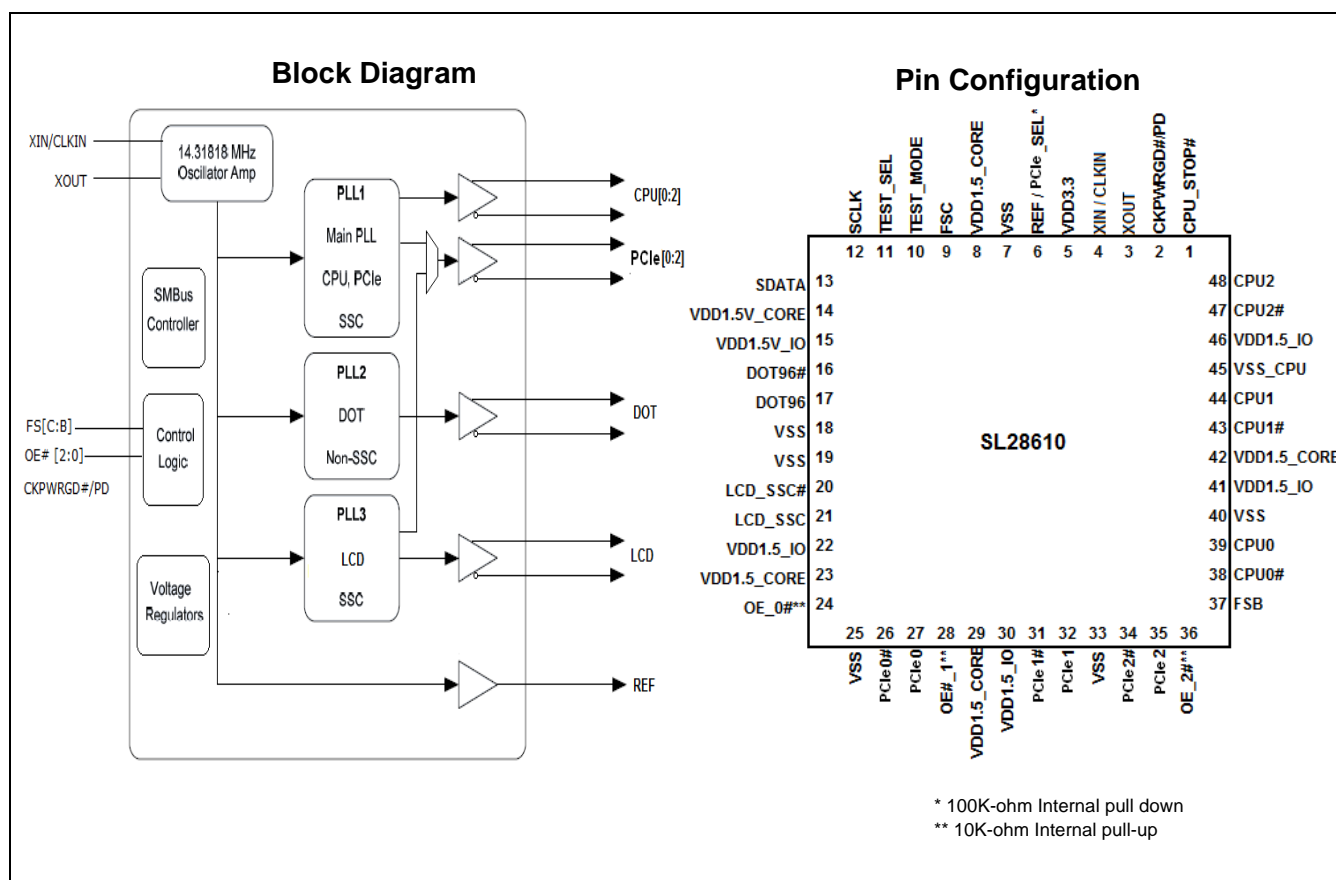 Block Diagram
XIN/CLKIN
XOUT
14.31818 MHz
Oscillator Amp
SMBus
Controller
FS[C:B]
OE# [2:0]
CKPWRGD#/PD
Control
Logic
Voltage
Regulators
PLL1
Main PLL
CPU, PCIe
SSC
PLL2
DOT
Non-SSC
PLL3
LCD
SSC
CPU[0:2]
PCIe[0:2]
DOT
LCD
REF
Pin Configuration
SCLK
TEST_SEL
TEST_MODE
FSC
VDD1.5_CORE
VSS
REF / PCIe _SEL*
VDD3.3
XIN / CLKIN
XOUT
CKPWRGD#/PD
CPU_STOP#
12 11 10 9 8 7 6 5 4 3 2 1
SDATA 13
VDD1.5V_CORE 14
VDD1.5V_IO 15
DOT96# 16
DOT96 17
VSS 18
VSS 19
LCD_SSC# 20
LCD_SSC 21
VDD1.5_IO 22
VDD1.5_CORE 23
OE_0#** 24
SL28610
48 CPU2
47 CPU2#
46 VDD1.5_IO
45 VSS_CPU
44 CPU1
43 CPU1#
42 VDD1.5_CORE
41 VDD1.5_IO
40 VSS
39 CPU0
38 CPU0#
37 FSB
25 26 27 28 29 30 31 32 33 34 35 36
VSS
PCIe0#
PCIe0
OE#_1**
VDD1.5_CORE
VDD1.5_IO
PCIe1#
PCIe1
VSS
PCIe2#
PCIe2
OE_2#**
* 100K-ohm Internal pull down
** 10K-ohm Internal pull-up